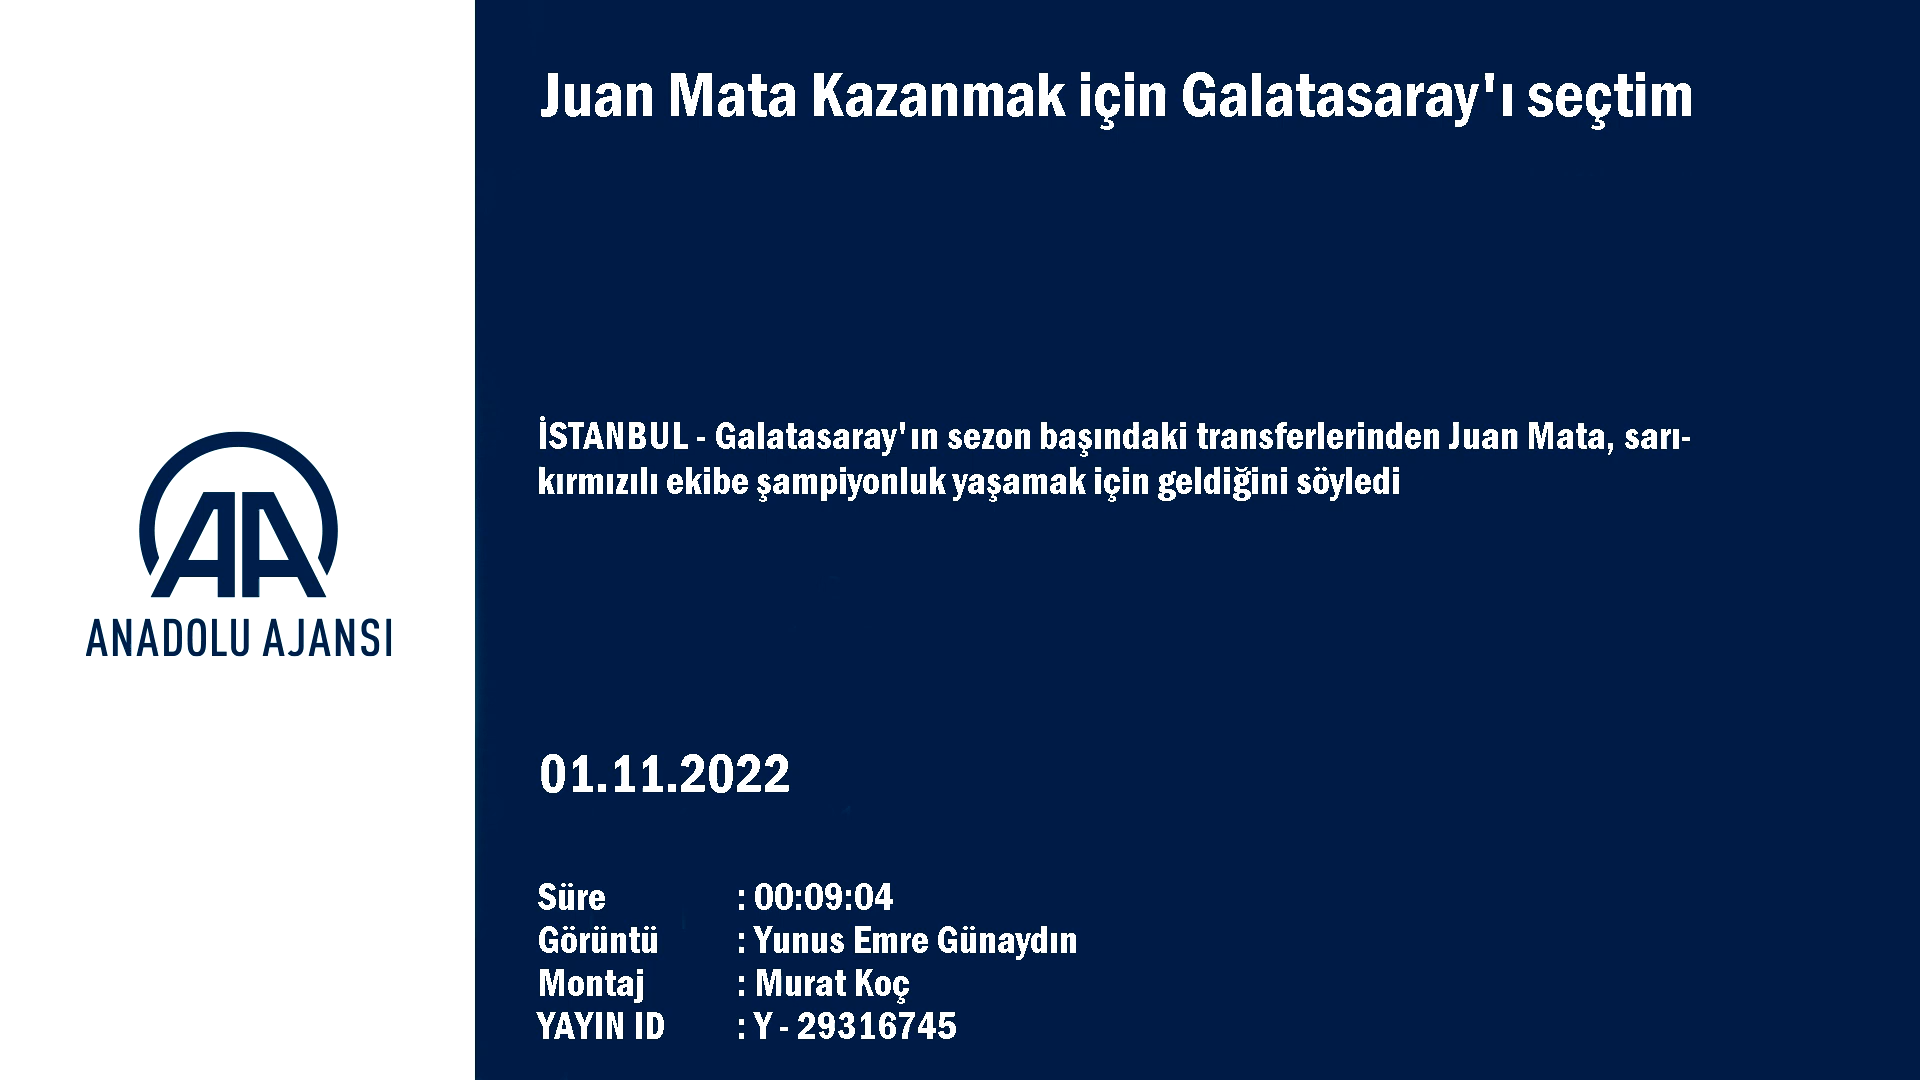 Juan Mata Kazanmak için Galatasaray'ı seçtim
İSTANBUL - Galatasaray'ın sezon başındaki transferlerinden Juan Mata, sarı-
kırmızılı ekibe şampiyonluk yaşamak için geldiğini söyledi
AA
ANADOLU AJANSI
01.11.2022
Süre : 00:09:04
Görüntü : Yunus Emre Günaydın
Montaj : Murat Koç
YAYIN ID : Y - 29316745